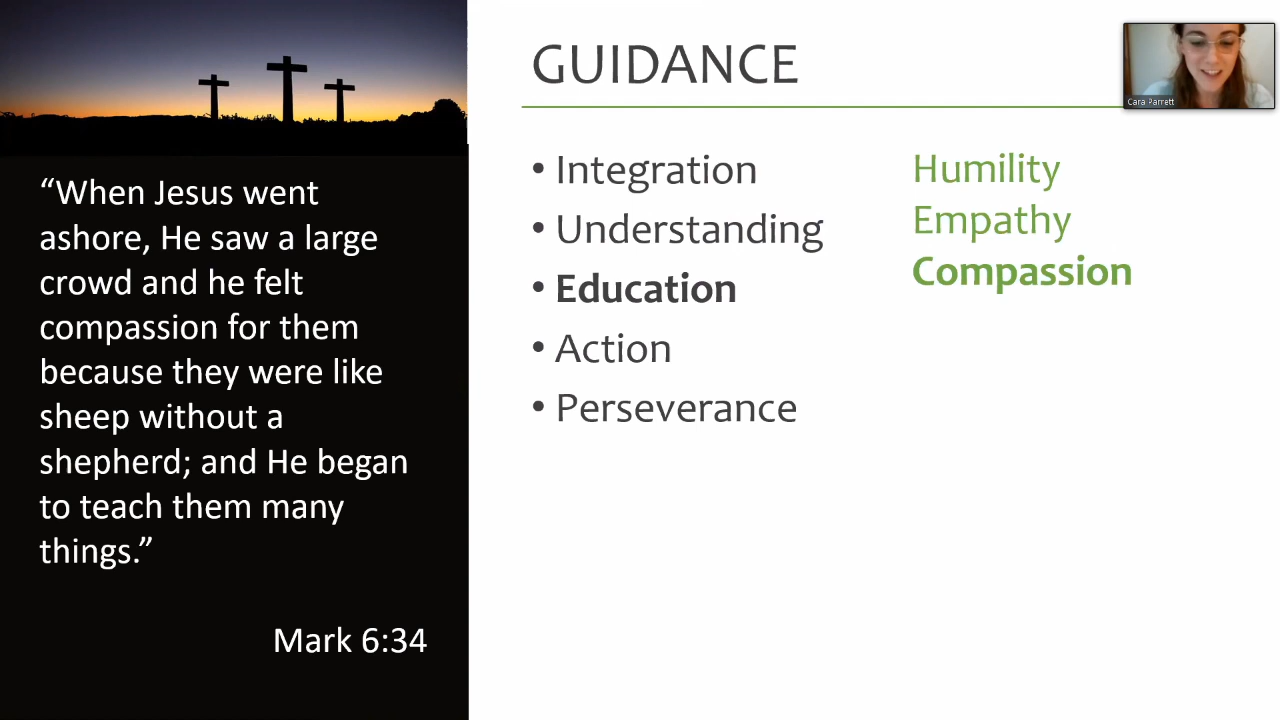 “When Jesus went
ashore, He saw a large
crowd and he felt
compassion for them
because they were like
sheep without a
shepherd; and He began
to teach them many
things.”
Mark 6:34
GUIDANCE
• Integration
• Understanding
• Education
• Action
• Perseverance
Humility
Empathy
Compassion
Cara Parrett